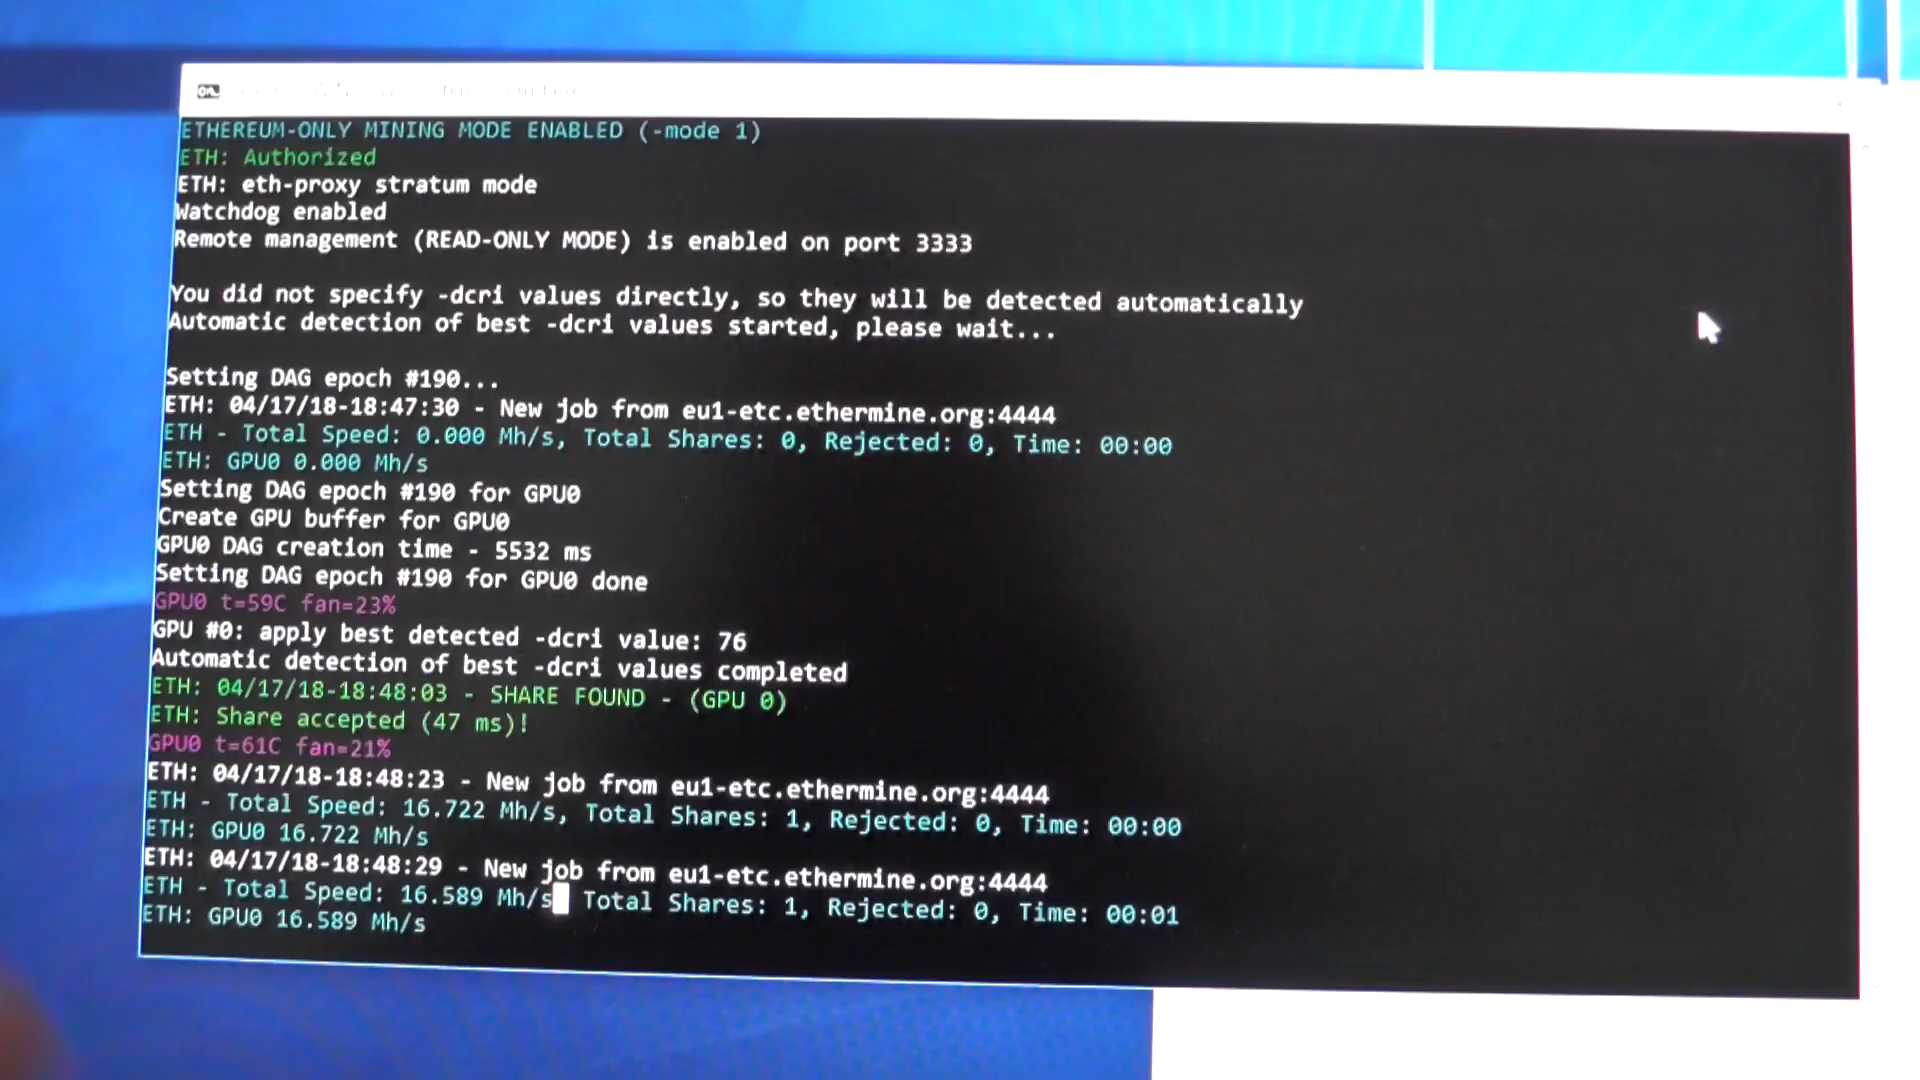 ETHEREUM-ONLY MINING MODE ENABLED (-mode 1)
ETH: Authorized
ETH: eth-proxy stratum mode
Watchdog enabled
Remote management (READ-ONLY MODE) is enabled on port 3333
You did not specify -dcri values directly, so they will be detected automatically
Automatic detection of best -dcri values started, please wait...
Setting DAG epoch #190...
ETH: 04/17/18-18:47:30 - New job from eu1-etc.ethermine.org:4444
ETH - Total Speed: 0.000 Mh/s, Total Shares: 0, Rejected: 0, Time: 00:00
ETH: GPU0 0.000 Mh/s
Setting DAG epoch #190 for GPU0
Create GPU buffer for GPU0
GPU0 DAG creation time - 5532 ms
Setting DAG epoch #190 for GPU0 done
GPU0 t=59C fan=23%
GPU #0: apply best detected -dcri value: 76
Automatic detection of best -dcri values completed
ETH: 04/17/18-18:48:03 - SHARE FOUND - (GPU 0)
ETH: Share accepted (47 ms)!
GPU0 t=61C fan=21%
ETH: 04/17/18-18:48:23 - New job from eu1-etc.ethermine.org:4444
ETH - Total Speed: 16.722 Mh/s, Total Shares: 1, Rejected: 0, Time: 00:00
ETH: GPU0 16.722 Mh/s
ETH: 04/17/18-18:48:29 - New job from eu1-etc.ethermine.org:4444
ETH - Total Speed: 16.589 Mh/s Total Shares: 1, Rejected: 0, Time: 00:01
ETH: GPU0 16.589 Mh/s